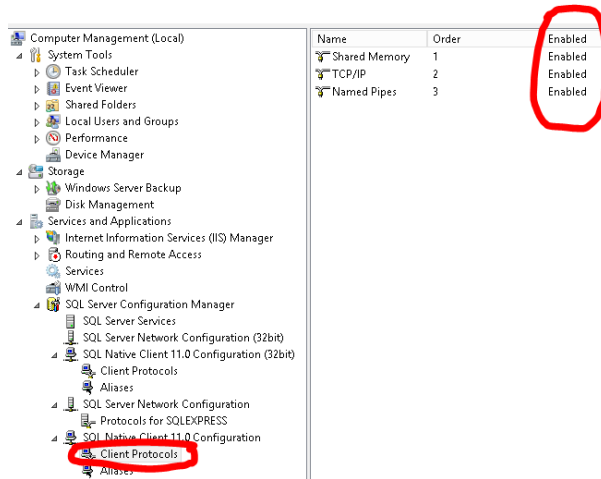 Computer Management (Local)
System Tools
Task Scheduler
Event Viewer
Shared Folders
Local Users and Groups
Performance
Device Manager
Storage
Windows Server Backup
Disk Management
Services and Applications
Internet Information Services (IIS) Manager
Routing and Remote Access
Services
WMI Control
SQL Server Configuration Manager
SQL Server Services
SQL Server Network Configuration (32bit)
SQL Native Client 11.0 Configuration (32bit)
Client Protocols
Aliases
SQL Server Network Configuration
Protocols for SQLEXPRESS
SQL Native Client 11.0 Configuration
Client Protocols
Aliases
Name Order Enabled
Shared Memory 1 Enabled
TCP/IP 2 Enabled
Named Pipes 3 Enabled